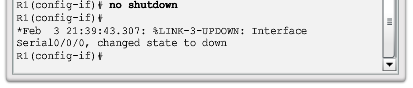 R1(config-if)# no shutdown
R1(config-if)#
*Feb  3 21:39:43.307: %LINK-3-UPDOWN: Interface
Serial0/0/0, changed state to down
R1(config-if)#